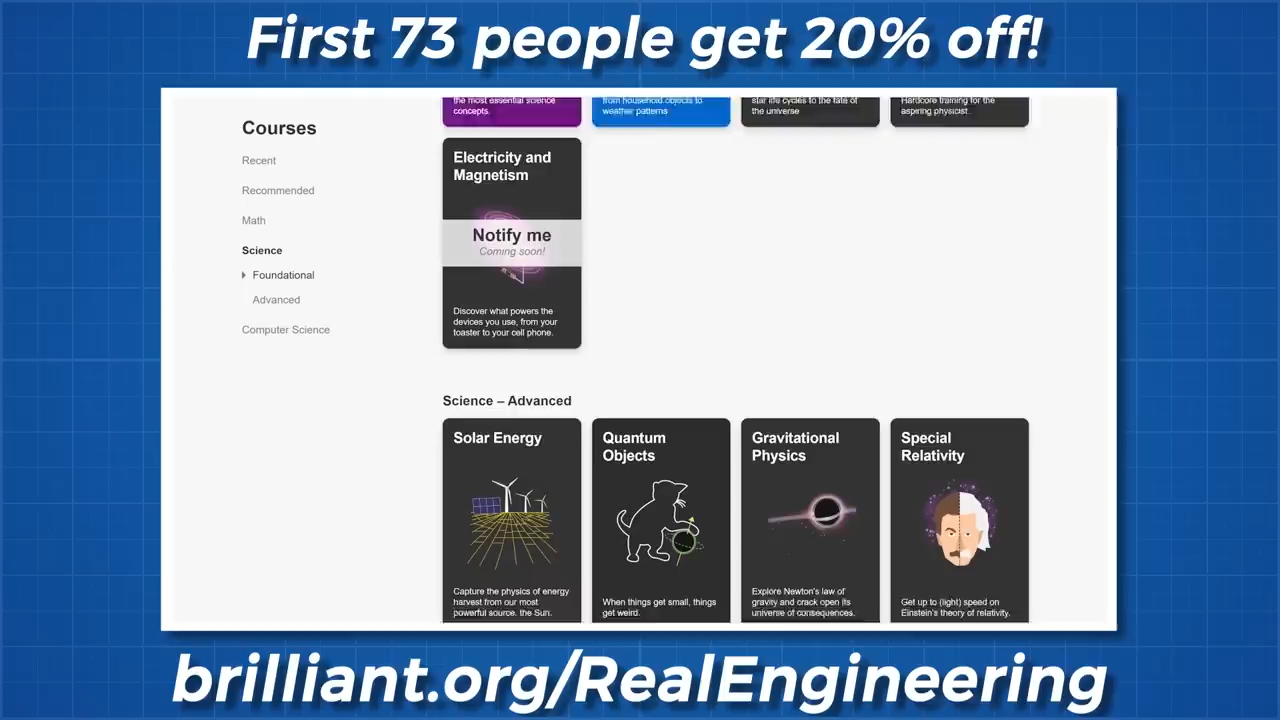 First 73 people get 20% off!
Courses
Recent
Recommended
Math
Science
Foundational
Advanced
Computer Science
the most essential science
concepts.
from household objects to
weather patterns
star life cycles to the fate of
the universe
Hardcore training for the
aspiring physicist.
Electricity and
Magnetism
Notify me
Coming soon!
Discover what powers the
devices you use, from your
toaster to your cell phone.
Science – Advanced
Solar Energy
Capture the physics of energy
harvest from our most
powerful source, the Sun.
Quantum
Objects
When things get small, things
get weird.
Gravitational
Physics
Explore Newton's law of
gravity and crack open its
universe of consequences.
Special
Relativity
Get up to (light) speed on
Einstein's theory of relativity.
brilliant.org/RealEngineering